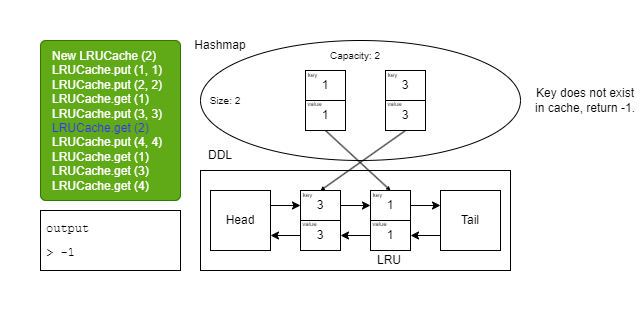 Hashmap
New LRUCache (2)
LRUCache.put (1, 1)
LRUCache.put (2, 2)
LRUCache.get (1)
LRUCache.put (3, 3)
LRUCache get (2)
LRUCache.put (4, 4)
LRUCache.get (1)
LRUCache.get (3)
LRUCache.get (4)
output
> -1
Capacity: 2
Size: 2
key
1
value
1
key
3
value
3
Key does not exist
in cache, return -1.
DDL
Head
key
3
value
3
key
1
value
1
Tail
LRU